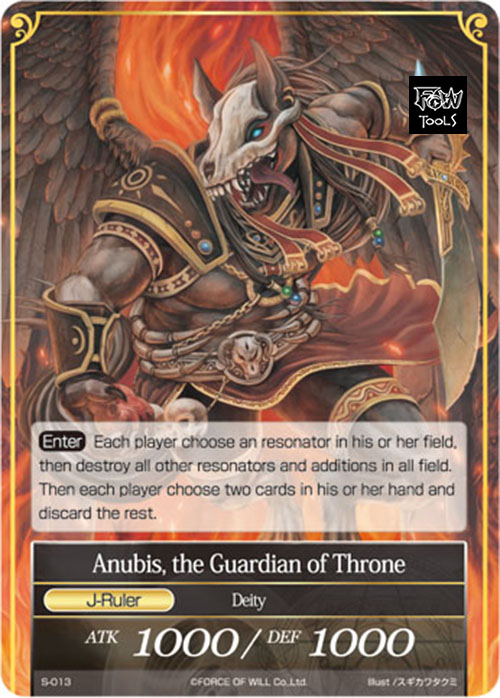 FOW
TOOLS
Enter Each player choose an resonator in his or her field,
then destroy all other resonators and additions in all field.
Then each player choose two cards in his or her hand and
discard the rest.
Anubis, the Guardian of Throne
J-Ruler Deity
ATK 1000 / DEF 1000
S-013 ©FORCE OF WILL Co.,Ltd. Illust /スギカワタクミ